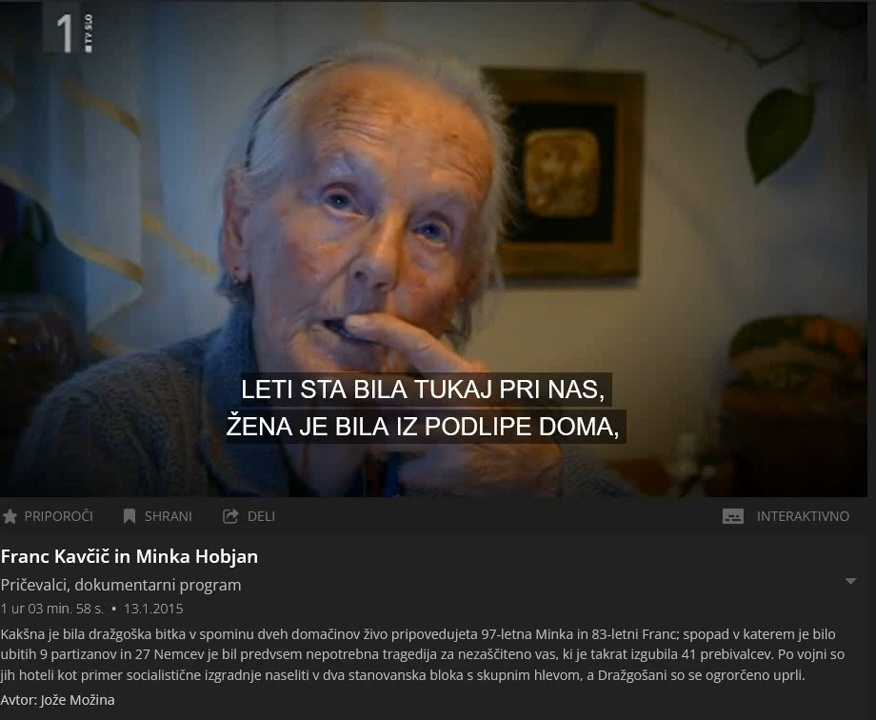 1
TV SLO
LETI STA BILA TUKAJ PRI NAS,
ŽENA JE BILA IZ PODLIPE DOMA,
PRIPOROČI SHRANI DELI INTERAKTIVNO
Franc Kavčič in Minka Hobjan
Pričevalci, dokumentarni program
1 ur 03 min. 58 s. • 13.1.2015
Kakšna je bila dražgoška bitka v spominu dveh domačinov živo pripovedujeta 97-letna Minka in 83-letni Franc; spopad v katerem je bilo
ubitih 9 partizanov in 27 Nemcev je bil predvsem nepotrebna tragedija za nezaščiteno vas, ki je takrat izgubila 41 prebivalcev. Po vojni so
jih hoteli kot primer socialistične izgradnje naseliti v dva stanovanska bloka s skupnim hlevom, a Dražgošani so se ogrorčeno uprli.
Avtor: Jože Možina